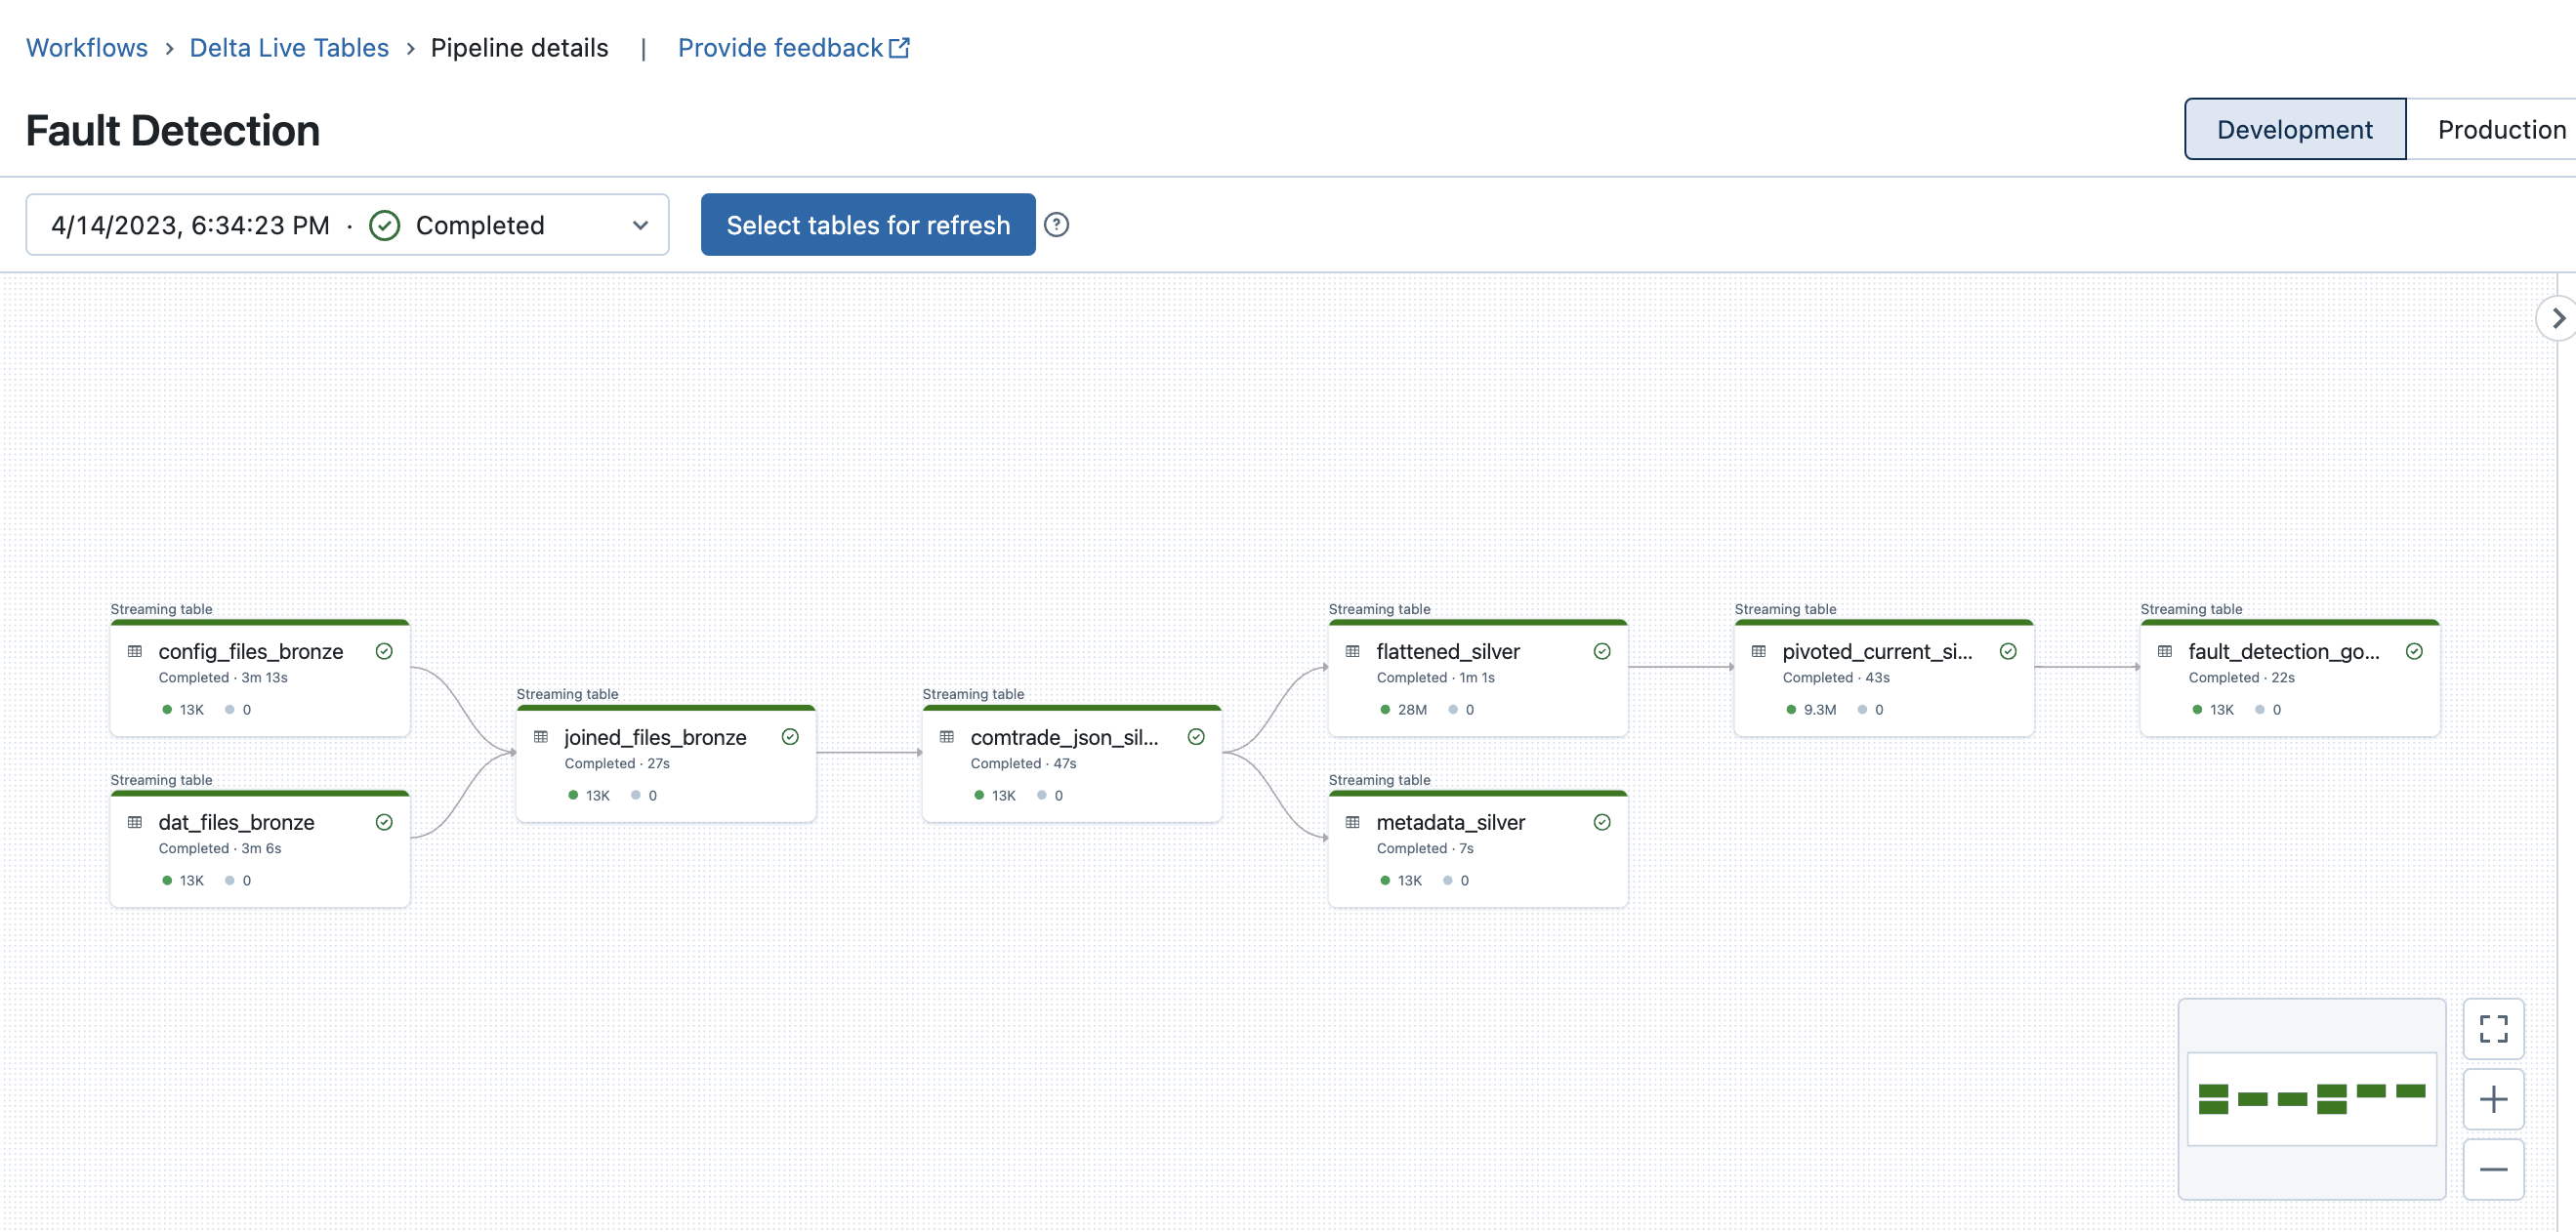 Workflows › Delta Live Tables › Pipeline details | Provide feedback
Fault Detection
Development
Production
4/14/2023, 6:34:23 PM · Completed
Select tables for refresh
?
Streaming table
config_files_bronze
Completed · 3m 13s
13K 0
Streaming table
dat_files_bronze
Completed · 3m 6s
13K 0
Streaming table
joined_files_bronze
Completed · 27s
13K 0
Streaming table
comtrade_json_sil...
Completed · 47s
13K 0
Streaming table
flattened_silver
Completed · 1m 1s
28M 0
Streaming table
metadata_silver
Completed · 7s
13K 0
Streaming table
pivoted_current_si...
Completed · 43s
9.3M 0
Streaming table
fault_detection_go...
Completed · 22s
13K 0